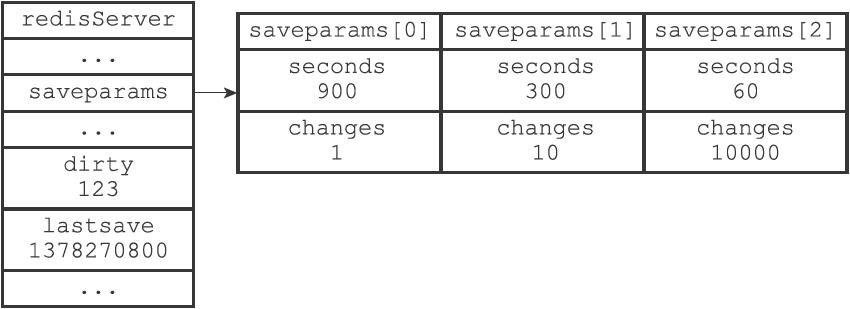 redisServer
...
saveparams
...
dirty
123
lastsave
1378270800
...
saveparams[0] saveparams[1] saveparams[2]
seconds seconds seconds
900 300 60
changes changes changes
1 10 10000